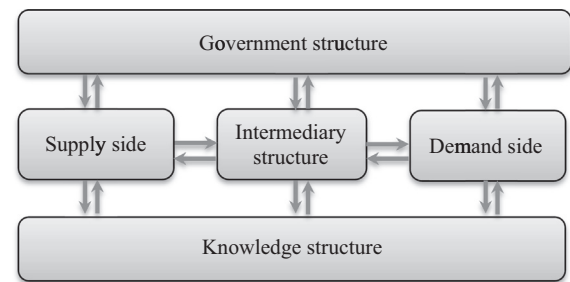 Government structure
Supply side
Intermediary
structure
Demand side
Knowledge structure